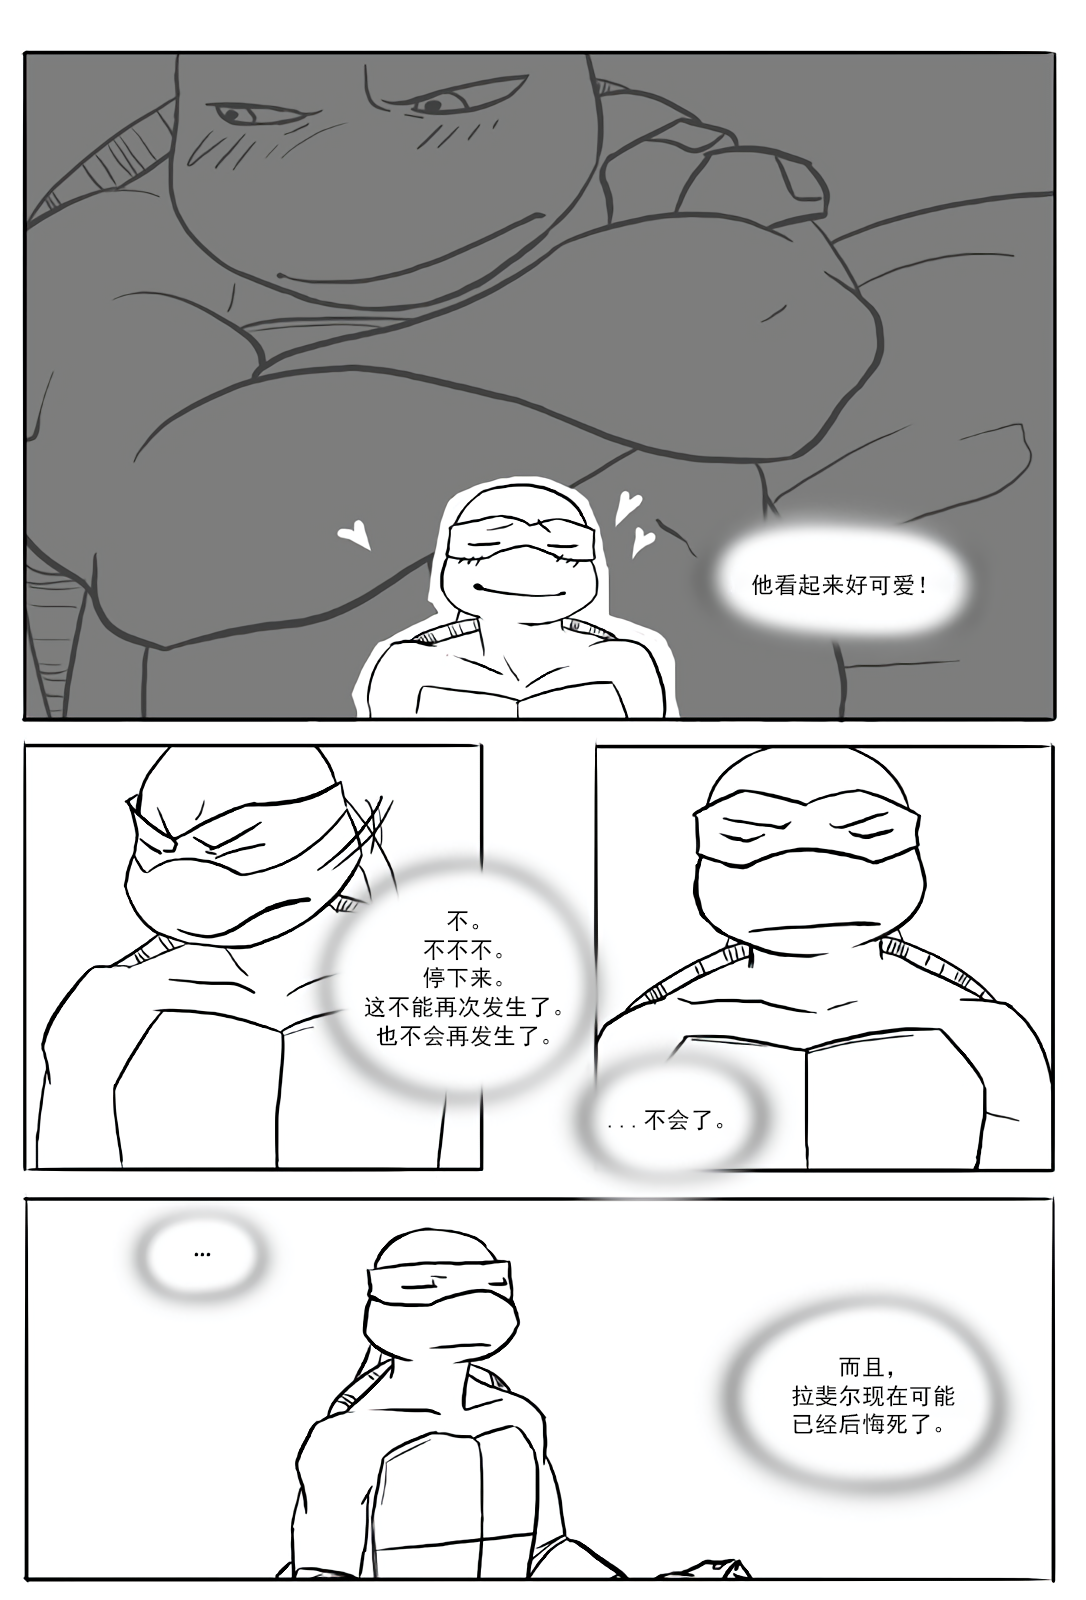 他看起来好可爱！
不。
不不不。
停下来。
这不能再次发生了。
也不会再发生了。
...不会了。
…
而且，
拉斐尔现在可能
已经后悔死了。